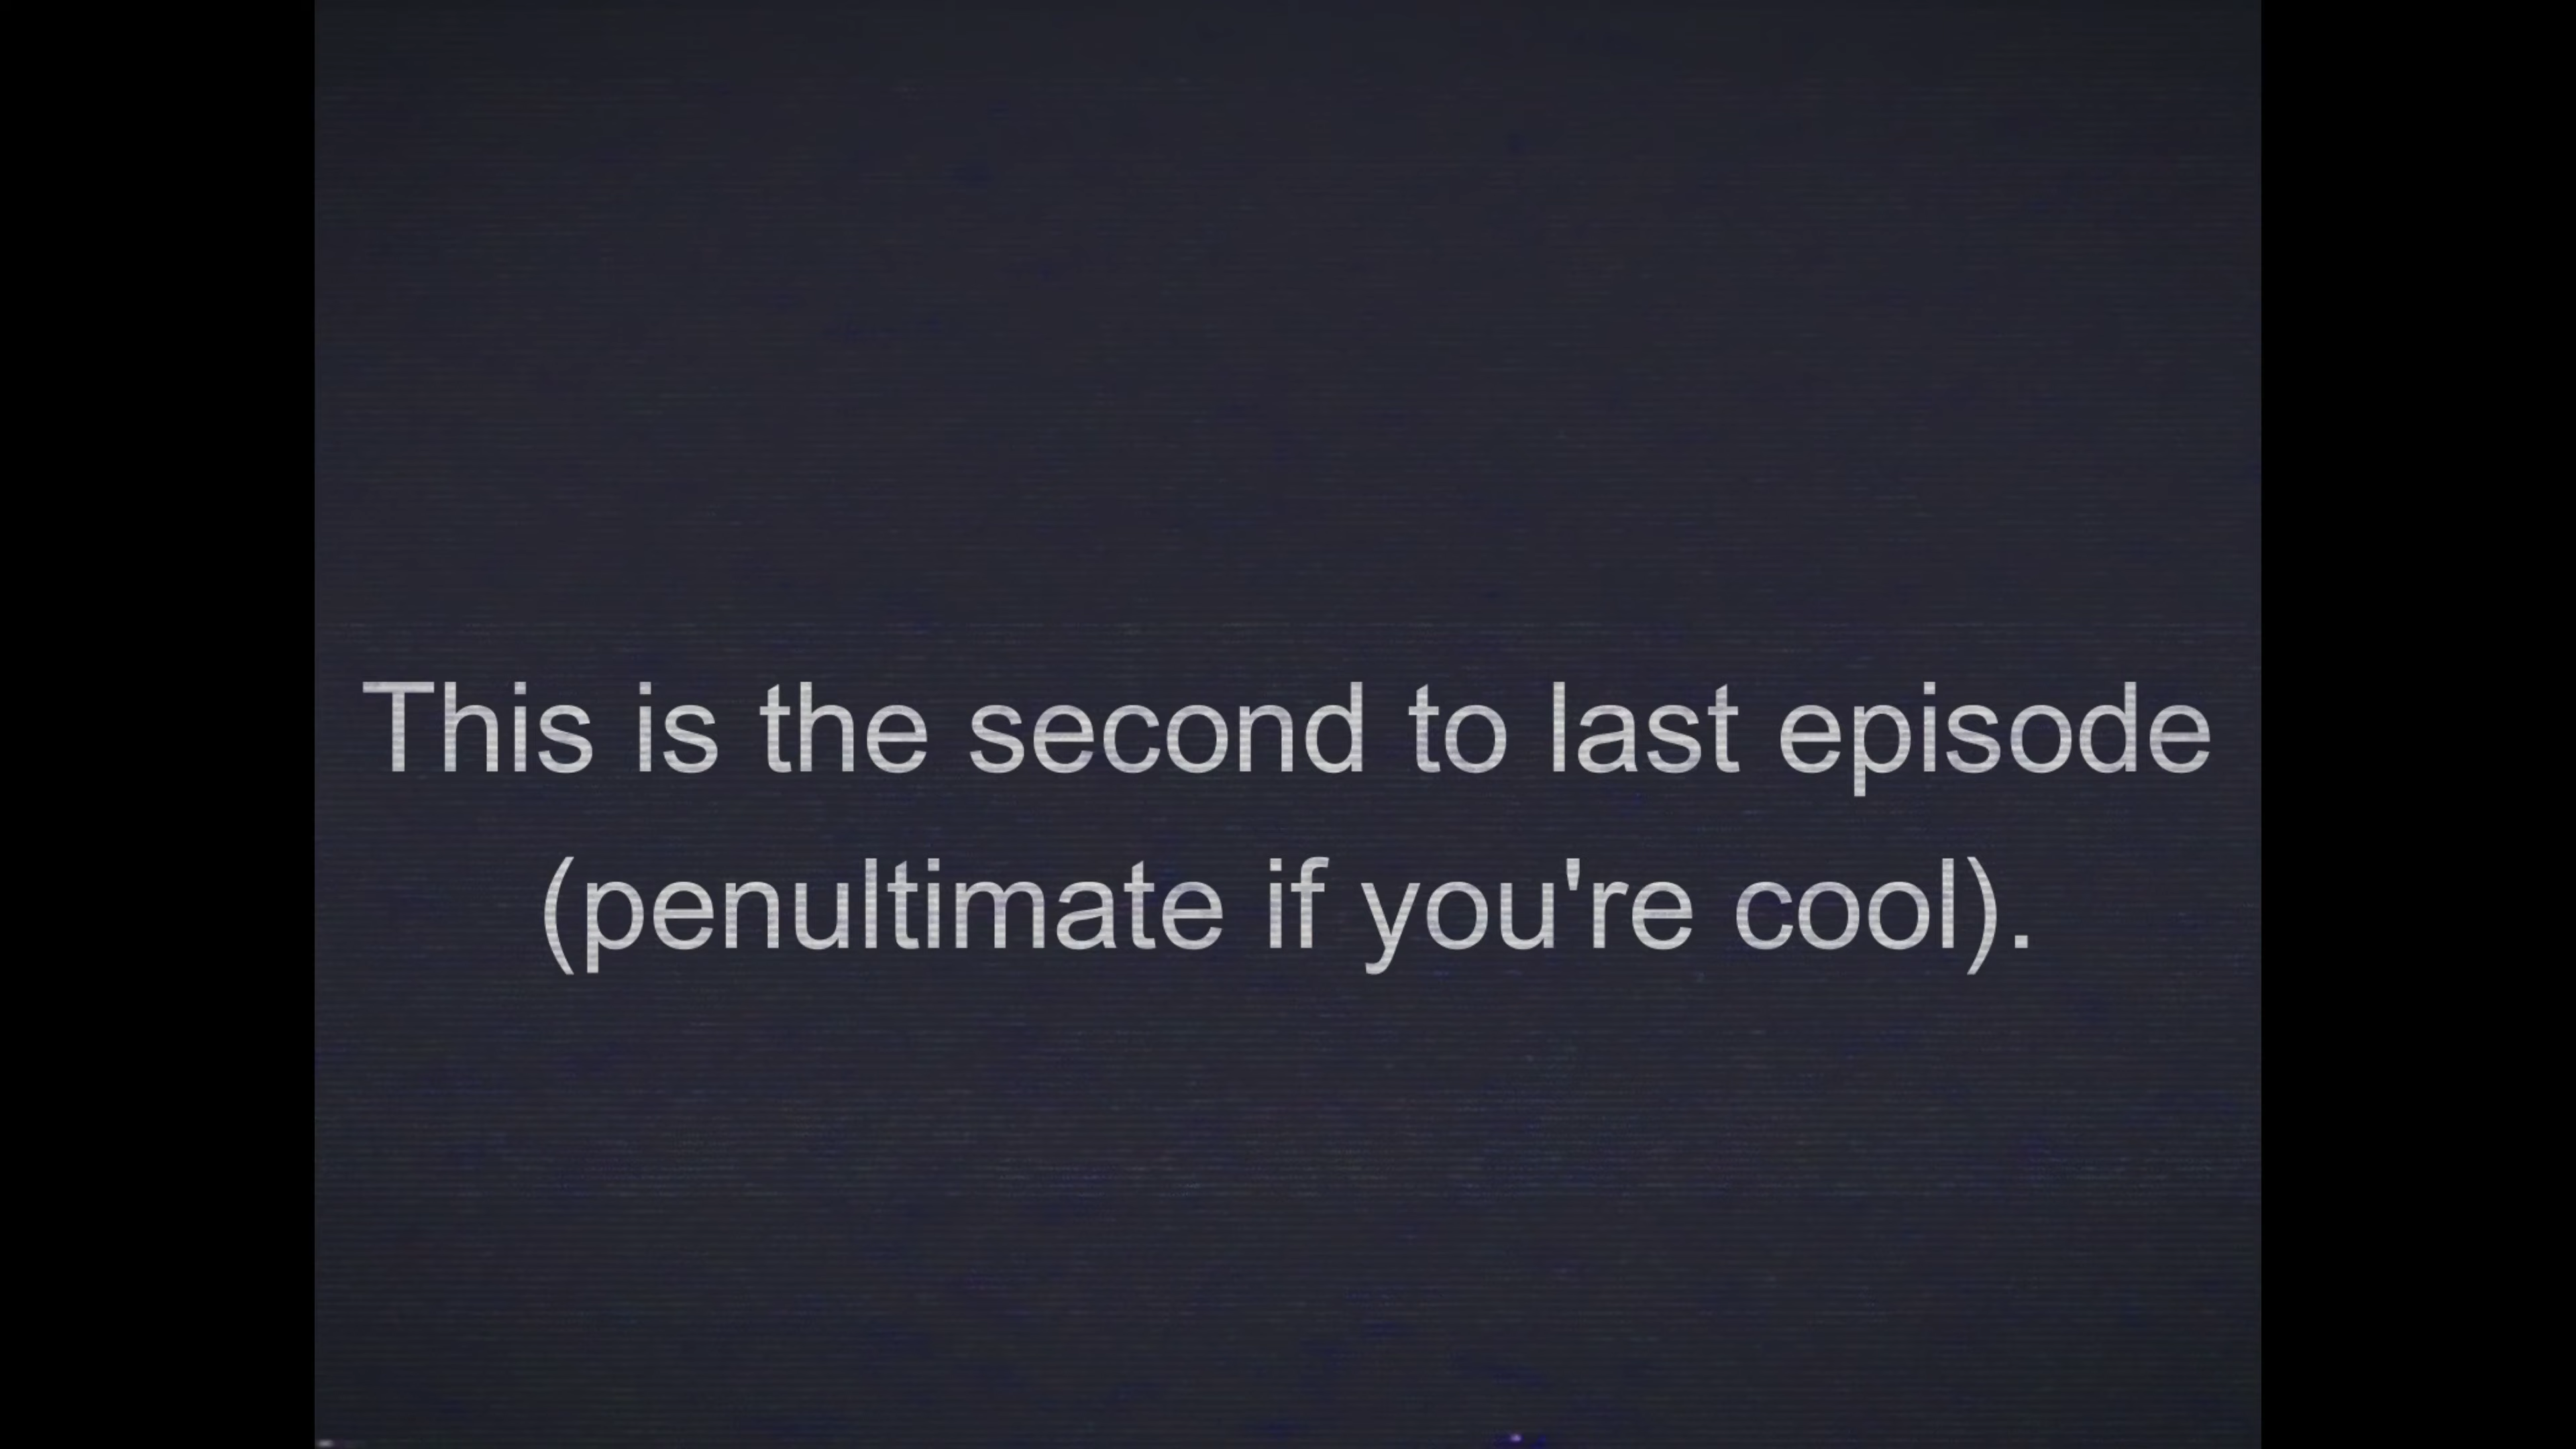 This is the second to last episode
(penultimate if you're cool).